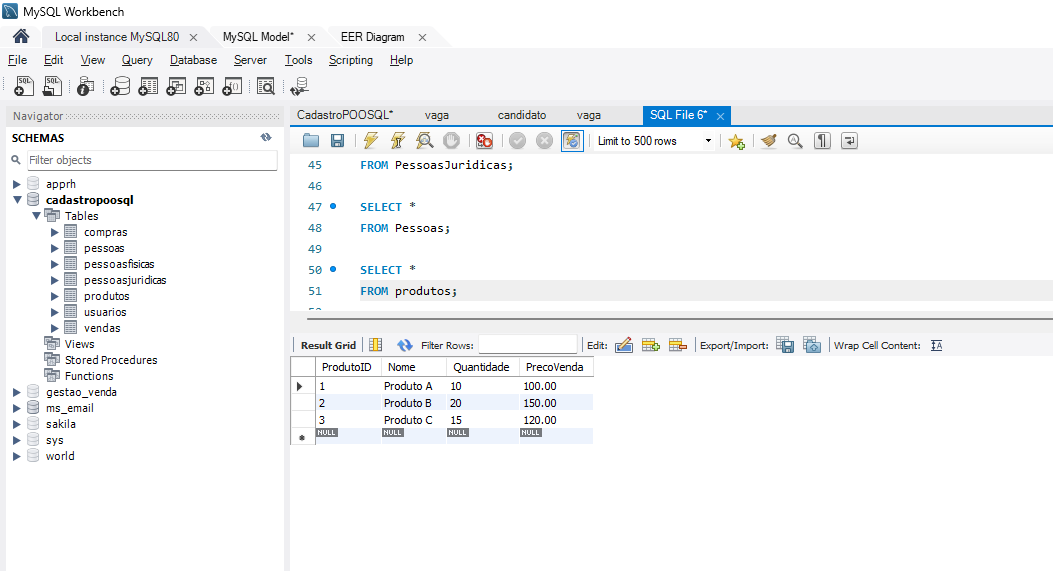 MySQL Workbench
Local instance MySQL80 MySQL Model* EER Diagram
File Edit View Query Database Server Tools Scripting Help
Navigator
SCHEMAS
Filter objects
apprh
cadastropoosql
Tables
compras
pessoas
pessoasfisicas
pessoasjuridicas
produtos
usuarios
vendas
Views
Stored Procedures
Functions
gestao_venda
ms_email
sakila
sys
world
CadastroPOOSQL* vaga candidato vaga SQL File 6*
Limit to 500 rows
45 FROM PessoasJuridicas;
46
47 SELECT *
48 FROM Pessoas;
49
50 SELECT *
51 FROM produtos;
Result Grid Filter Rows: Edit: Export/Import: Wrap Cell Content:
ProdutoID Nome Quantidade PrecoVenda
1 Produto A 10 100.00
2 Produto B 20 150.00
3 Produto C 15 120.00
NULL NULL NULL NULL